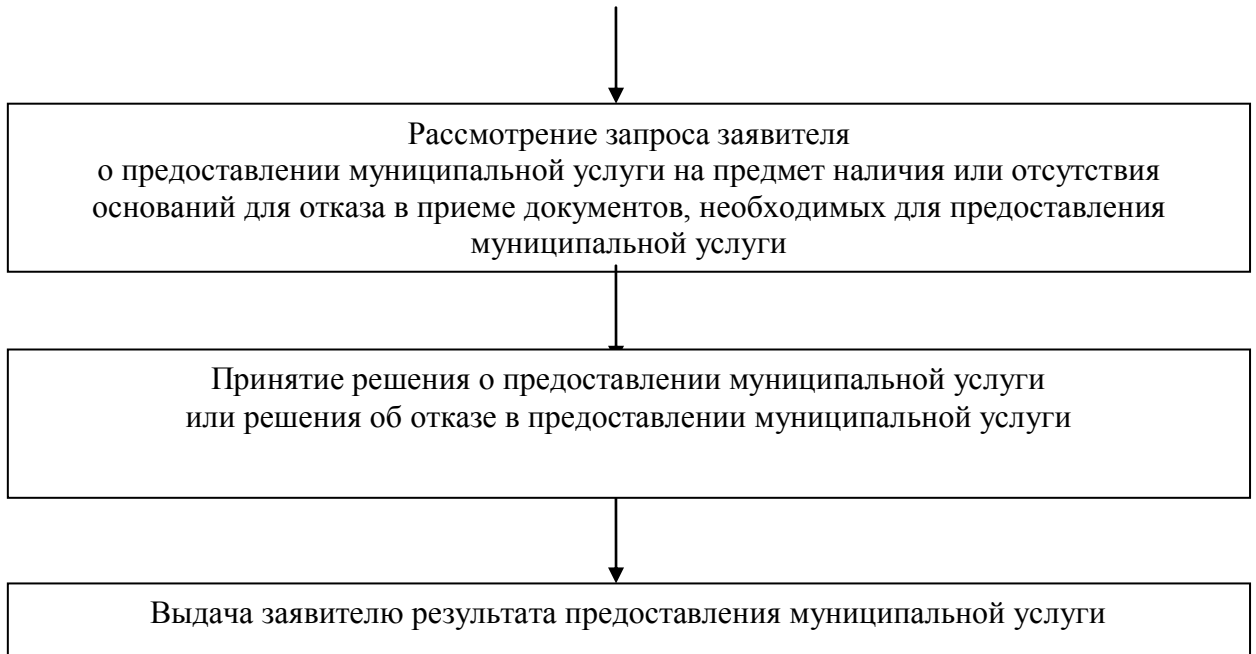 Рассмотрение запроса заявителя
о предоставлении муниципальной услуги на предмет наличия или отсутствия
оснований для отказа в приеме документов, необходимых для предоставления
муниципальной услуги
Принятие решения о предоставлении муниципальной услуги
или решения об отказе в предоставлении муниципальной услуги
Выдача заявителю результата предоставления муниципальной услуги